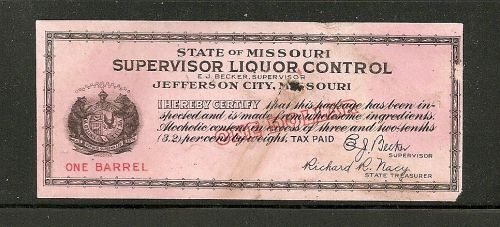 STATE OF MISSOURI
SUPERVISOR LIQUOR CONTROL
E.J. BECKER, SUPERVISOR
JEFFERSON CITY, MISSOURI
I HEREBY CERTIFY that this package has been in-
spected and is made from wholesome ingredients.
Alcoholic content in excess of three and two tenths
(3.2) per cent by weight. TAX PAID
E J Becker
SUPERVISOR
ONE BARREL
Richard R. Nacy
STATE TREASURER